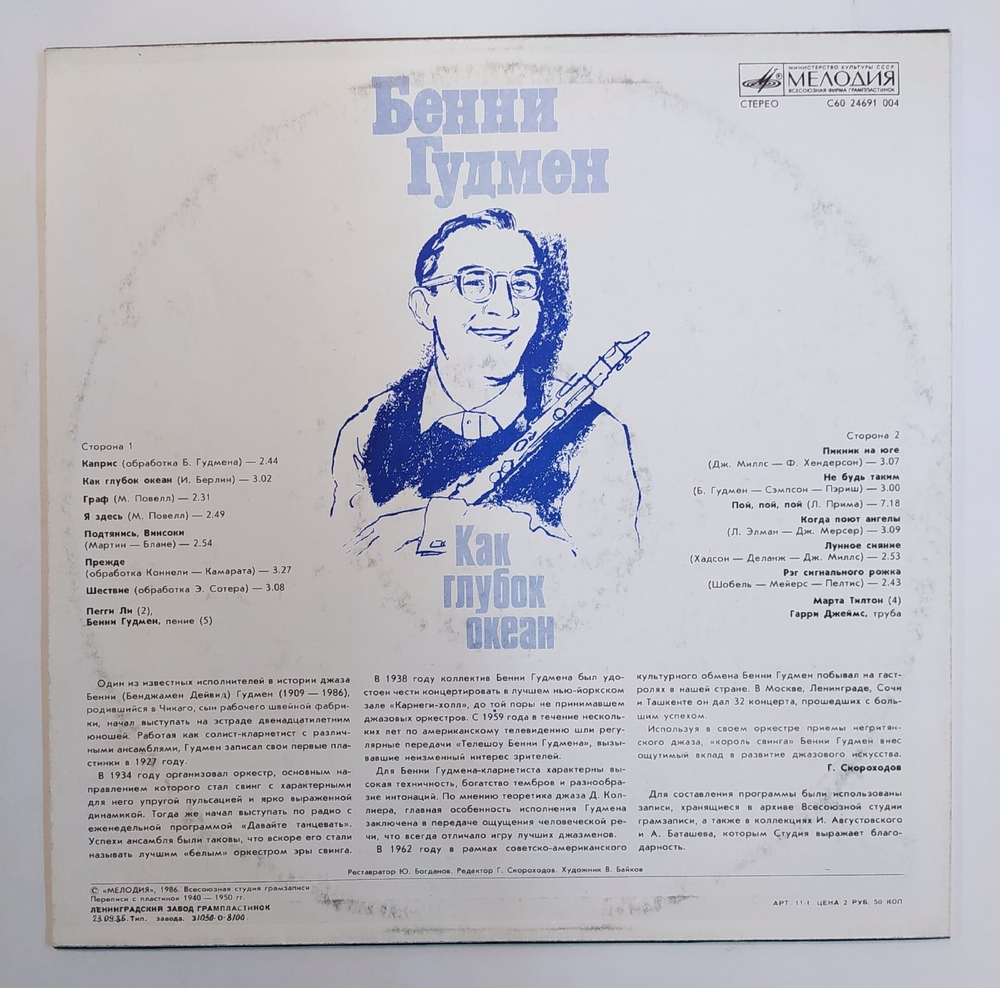 Бенни
Гудмен
МИНИСТЕРСТВО КУЛЬТУРЫ СССР
МЕЛОДИЯ
ВСЕСОЮЗНАЯ ФИРМА ГРАМПЛАСТИНОК
СТЕРЕО С60 24691 004
Сторона 1
Каприс (обработка Б. Гудмена) — 2.44
Как глубок океан (И. Берлин) — 3.02
Граф (М. Повелл) — 2.31
Я здесь (М. Повелл) — 2.49
Подтянись, Винсоки
(Мартин — Блане) — 2.54
Прежде
(обработка Коннели — Камарата) — 3.27
Шествие (обработка Э. Сотера) — 3.08
Пегги Ли (2),
Бенни Гудмен, пение (5)
Как
глубок
океан
Сторона 2
Пикник на юге
(Дж. Миллс — Ф. Хендерсон) — 3.07
Не будь таким
(Б. Гудмен — Сэмпсон — Пэриш) — 3.00
Пой, пой, пой (Л. Прима) — 7.18
Когда поют ангелы
(Л. Элман — Дж. Мерсер) — 3.09
Лунное сияние
(Хадсон — Деланж — Дж. Миллс) — 2.53
Рэг сигнального рожка
(Шобель — Мейерс — Пелтис) — 2.43
Марта Тилтон (4)
Гарри Джеймс, труба
Один из известных исполнителей в истории джаза
Бенни (Бенджамен Дейвид) Гудмен (1909 — 1986),
родившийся в Чикаго, сын рабочего швейной фабри-
ки, начал выступать на эстраде двенадцатилетним
юношей. Работая как солист-кларнетист с различ-
ными ансамблями, Гудмен записал свои первые пла-
стинки в 1927 году.
В 1934 году организовал оркестр, основным на-
правлением которого стал свинг с характерными
для него упругой пульсацией и ярко выраженной
динамикой. Тогда же начал выступать по радио с
еженедельной программой «Давайте танцевать».
Успехи ансамбля были таковы, что вскоре его стали
называть лучшим «белым» оркестром эры свинга.
В 1938 году коллектив Бенни Гудмена был удо-
стоен чести концертировать в лучшем нью-йоркском
зале «Карнеги-холл», до той поры не принимавшем
джазовых оркестров. С 1959 года в течение несколь-
ких лет по американскому телевидению шли регу-
лярные передачи «Телешоу Бенни Гудмена», вызы-
вавшие неизменный интерес зрителей.
Для Бенни Гудмена-кларнетиста характерны вы-
сокая техничность, богатство тембров и разнообра-
зие интонаций. По мнению теоретика джаза Д. Кол-
лиера, главная особенность исполнения Гудмена
заключена в передаче ощущения человеческой ре-
чи, что всегда отличало игру лучших джазменов.
В 1962 году в рамках советско-американского
культурного обмена Бенни Гудмен побывал на гаст-
ролях в нашей стране. В Москве, Ленинграде, Сочи
и Ташкенте он дал 32 концерта, прошедших с боль-
шим успехом.
Используя в своем оркестре приемы негритян-
ского джаза, «король свинга» Бенни Гудмен внес
ощутимый вклад в развитие джазового искусства.
Г. Скороходов
Для составления программы были использованы
записи, хранящиеся в архиве Всесоюзной студии
грамзаписи, а также в коллекциях И. Августовского
и А. Баташева, которым Студия выражает благо-
дарность.
Реставратор Ю. Богданов. Редактор Г. Скороходов. Художник В. Байков
© «МЕЛОДИЯ», 1986. Всесоюзная студия грамзаписи
Переписи с пластинок 1940 — 1950 гг.
ЛЕНИНГРАДСКИЙ ЗАВОД ГРАМПЛАСТИНОК
23.09.86. Тип. завода. З1050-0-8100.
АРТ. 11-1. ЦЕНА 2 РУБ. 50 КОП